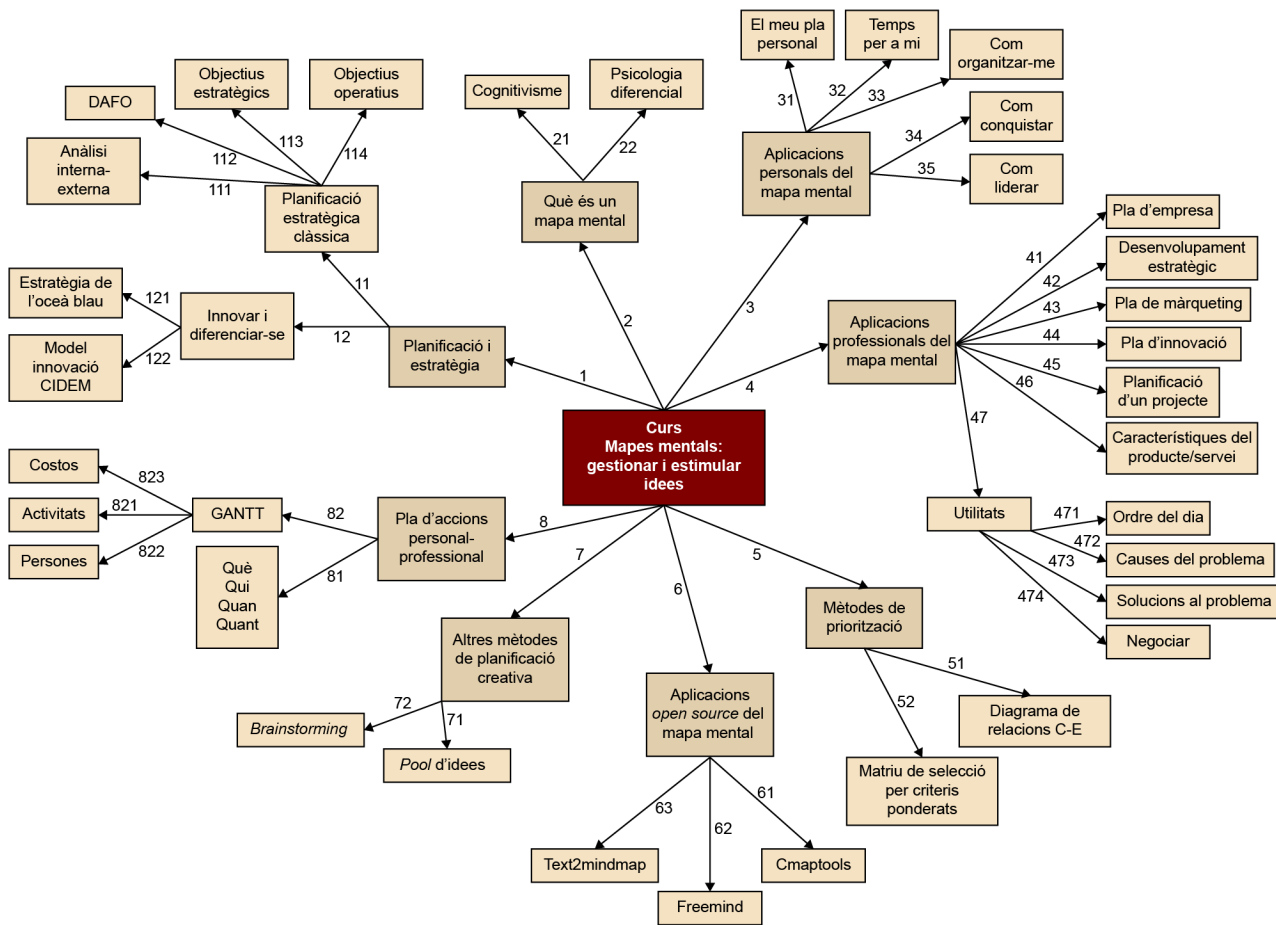 Curs
Mapes mentals:
gestionar i estimular
idees
1
Planificació i
estratègia
11
Planificació
estratègica
clàssica
111
Anàlisi
interna-
externa
112
DAFO
113
Objectius
estratègics
114
Objectius
operatius
12
Innovar i
diferenciar-se
121
Estratègia de
l'oceà blau
122
Model
innovació
CIDEM
2
Què és un
mapa mental
21
Cognitivisme
22
Psicologia
diferencial
3
Aplicacions
personals del
mapa mental
31
El meu pla
personal
32
Temps
per a mi
33
Com
organitzar-me
34
Com
conquistar
35
Com
liderar
4
Aplicacions
professionals del
mapa mental
41
Pla d'empresa
42
Desenvolupament
estratègic
43
Pla de màrqueting
44
Pla d'innovació
45
Planificació
d'un projecte
46
Característiques del
producte/servei
47
Utilitats
471
Ordre del dia
472
Causes del problema
473
Solucions al problema
474
Negociar
5
Mètodes de
priorització
51
Diagrama de
relacions C-E
52
Matriu de selecció
per criteris
ponderats
6
Aplicacions
open source del
mapa mental
61
Cmaptools
62
Freemind
63
Text2mindmap
7
Altres mètodes
de planificació
creativa
71
Pool d'idees
72
Brainstorming
8
Pla d'accions
personal-
professional
81
Què
Qui
Quan
Quant
82
GANTT
823
Costos
821
Activitats
822
Persones